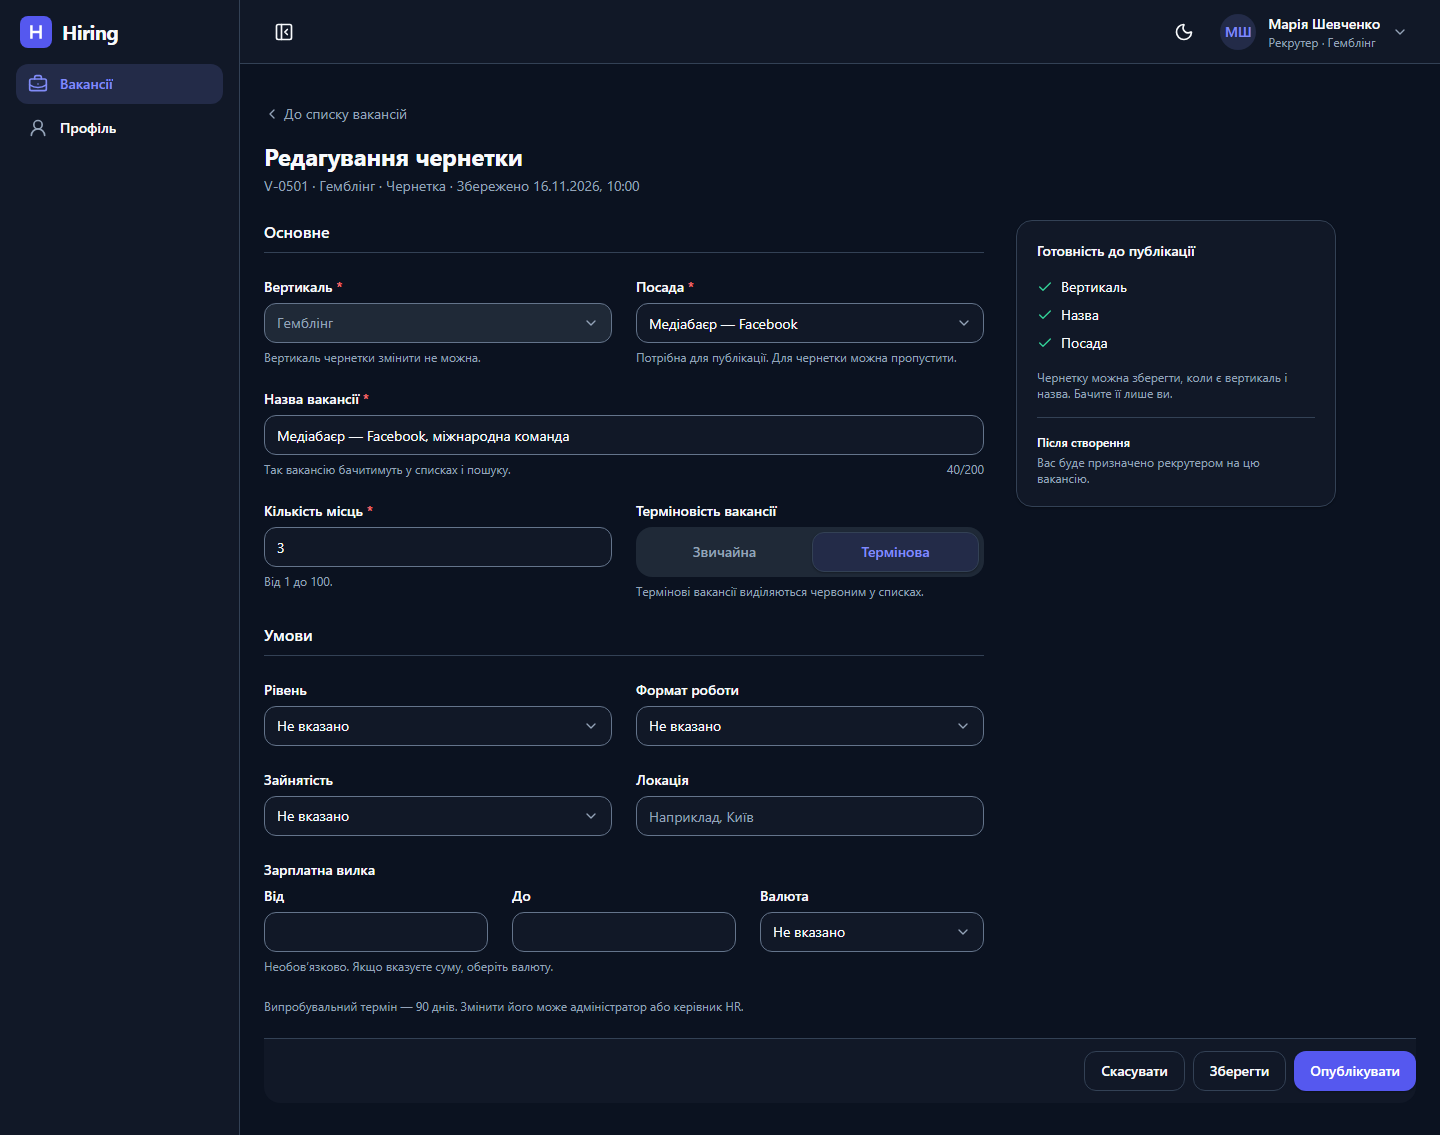 H Hiring
Вакансії
Профіль
МШ
Марія Шевченко
Рекрутер · Гемблінг
До списку вакансій
Редагування чернетки
V-0501 · Гемблінг · Чернетка · Збережено 16.11.2026, 10:00
Основне
Вертикаль *
Гемблінг
Вертикаль чернетки змінити не можна.
Посада *
Медіабаєр — Facebook
Потрібна для публікації. Для чернетки можна пропустити.
Назва вакансії *
Медіабаєр — Facebook, міжнародна команда
Так вакансію бачитимуть у списках і пошуку.
40/200
Кількість місць *
3
Від 1 до 100.
Терміновість вакансії
Звичайна
Термінова
Термінові вакансії виділяються червоним у списках.
Умови
Рівень
Не вказано
Формат роботи
Не вказано
Зайнятість
Не вказано
Локація
Наприклад, Київ
Зарплатна вилка
Від
До
Валюта
Не вказано
Необов'язково. Якщо вказуєте суму, оберіть валюту.
Випробувальний термін — 90 днів. Змінити його може адміністратор або керівник HR.
Готовність до публікації
Вертикаль
Назва
Посада
Чернетку можна зберегти, коли є вертикаль і
назва. Бачите її лише ви.
Після створення
Вас буде призначено рекрутером на цю
вакансію.
Скасувати
Зберегти
Опублікувати